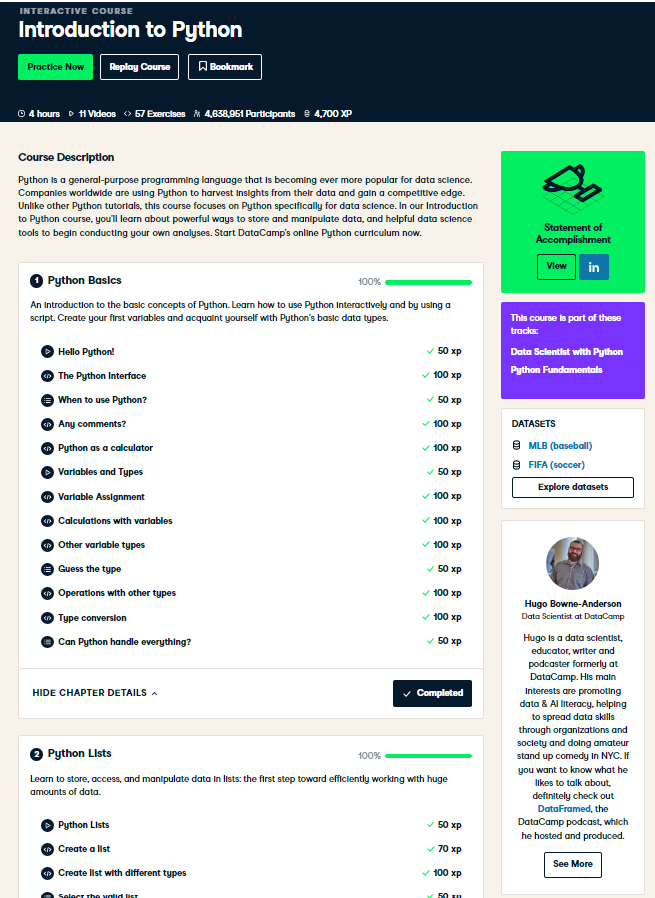 INTERACTIVE COURSE
Introduction to Python
Practice Now
Replay Course
Bookmark
4 hours 11 Videos 57 Exercises 4,638,951 Participants 4,700 XP
Course Description
Python is a general-purpose programming language that is becoming ever more popular for data science.
Companies worldwide are using Python to harvest insights from their data and gain a competitive edge.
Unlike other Python tutorials, this course focuses on Python specifically for data science. In our Introduction
to Python course, you'll learn about powerful ways to store and manipulate data, and helpful data science
tools to begin conducting your own analyses. Start DataCamp's online Python curriculum now.
1 Python Basics 100%
An introduction to the basic concepts of Python. Learn how to use Python interactively and by using a
script. Create your first variables and acquaint yourself with Python's basic data types.
Hello Python! 50 xp
The Python Interface 100 xp
When to use Python? 50 xp
Any comments? 100 xp
Python as a calculator 100 xp
Variables and Types 50 xp
Variable Assignment 100 xp
Calculations with variables 100 xp
Other variable types 100 xp
Guess the type 50 xp
Operations with other types 100 xp
Type conversion 100 xp
Can Python handle everything? 50 xp
HIDE CHAPTER DETAILS
Completed
2 Python Lists 100%
Learn to store, access, and manipulate data in lists: the first step toward efficiently working with huge
amounts of data.
Python Lists 50 xp
Create a list 70 xp
Create list with different types 100 xp
Select the valid list 50 xp
Statement of
Accomplishment
View
in
This course is part of these
tracks:
Data Scientist with Python
Python Fundamentals
DATASETS
MLB (baseball)
FIFA (soccer)
Explore datasets
Hugo Bowne-Anderson
Data Scientist at DataCamp
Hugo is a data scientist,
educator, writer and
podcaster formerly at
DataCamp. His main
interests are promoting
data & AI literacy, helping
to spread data skills
through organizations and
society and doing amateur
stand up comedy in NYC. If
you want to know what he
likes to talk about,
definitely check out
DataFramed, the
DataCamp podcast, which
he hosted and produced.
See More